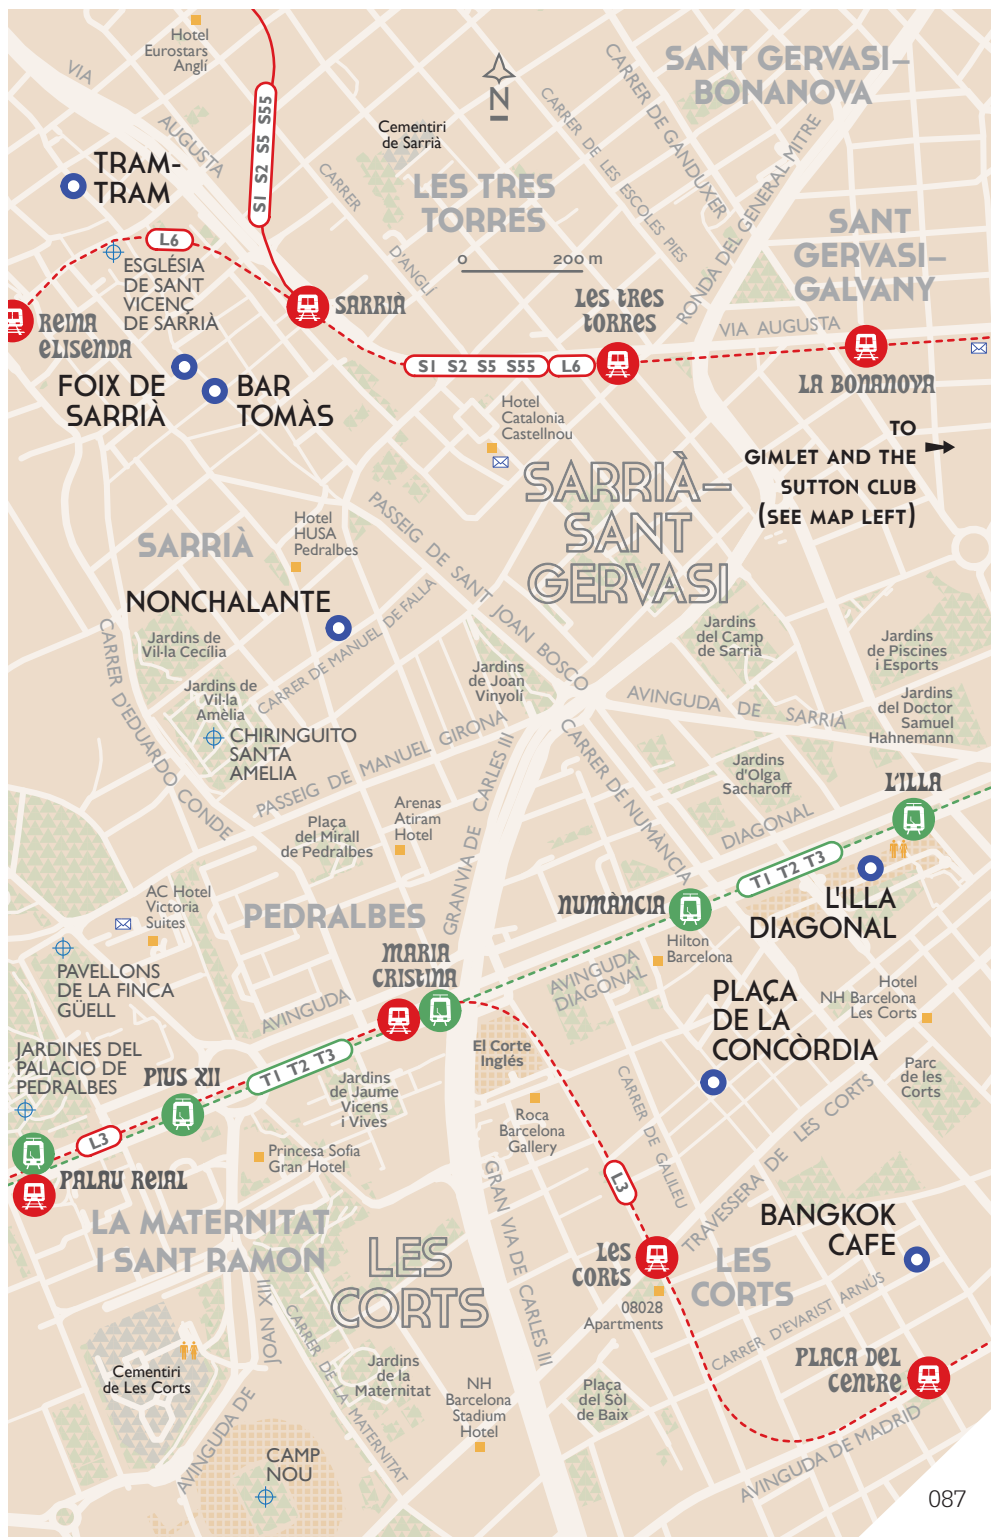 Hotel
Eurostars
Anglí
VIA
AUGUSTA
S1 S2 S5 S55
N
Cementiri
de Sarrià
CARRER
D'ANGLI
CARRER DE GANDUXER
CARRER DE LES ESCOLES PIES
SANT GERVASI–
BONANOVA
RONDA DEL GENERAL MITRE
TRAM-
TRAM
LES TRES
TORRES
SANT
GERVASI–
GALVANY
L6
ESGLÉSIA
DE SANT
VICENÇ
DE SARRIÀ
0 200 m
REINA
ELISENDA
SARRIÀ
LES TRES
TORRES
VIA AUGUSTA
S1 S2 S5 S55
L6
LA BONANOVA
FOIX DE
SARRIÀ
BAR
TOMÀS
Hotel
Catalonia
Castellnou
TO
GIMLET AND THE
SUTTON CLUB
(SEE MAP LEFT)
SARRIÀ–
SANT
GERVASI
PASSEIG DE SANT JOAN BOSCO
Hotel
HUSA
Pedralbes
SARRIÀ
NONCHALANTE
CARRER D'EDUARDO CONDE
Jardins de
Vil·la Cecília
CARRER DE MANUEL DE FALLA
Jardins
del Camp
de Sarrià
Jardins
de Piscines
i Esports
Jardins de
Vil·la
Amèlia
Jardins
de Joan
Vinyolí
AVINGUDA DE SARRIÀ
Jardins
del Doctor
Samuel
Hahnemann
CHIRINGUITO
SANTA
AMELIA
PASSEIG DE MANUEL GIRONA
GRANVIA DE CARLES III
CARRER DE NUMÀNCIA
Jardins
d'Olga
Sacharoff
L'ILLA
Plaça
del Mirall
de Pedralbes
Arenas
Atiram
Hotel
DIAGONAL
T1 T2 T3
AC Hotel
Victoria
Suites
PEDRALBES
NUMÀNCIA
L'ILLA
DIAGONAL
PAVELLONS
DE LA FINCA
GÜELL
MARIA
CRISTINA
Hilton
Barcelona
AVINGUDA
DIAGONAL
AVINGUDA
PLAÇA
DE LA
CONCÒRDIA
Hotel
NH Barcelona
Les Corts
JARDINES DEL
PALACIO DE
PEDRALBES
PIUS XII
T1 T2 T3
El Corte
Inglés
Jardins
de Jaume
Vicens
i Vives
Parc
de les
Corts
Roca
Barcelona
Gallery
CARRER DE GALILEU
TRAVESSERA DE LES CORTS
L3
Princesa Sofia
Gran Hotel
PALAU REIAL
GRAN VIA DE CARLES III
L3
LA MATERNITAT
I SANT RAMON
BANGKOK
CAFE
LES
CORTS
LES
CORTS
LES
CORTS
08028
Apartments
CARRER D'EVARIST ARNÚS
JOAN XIII
CARRER DE LA MATERNITAT
Cementiri
de Les Corts
Jardins
de la
Maternitat
NH
Barcelona
Stadium
Hotel
Plaça
del Sòl
de Baix
PLACA DEL
CENTRE
AVINGUDA DE
AVINGUDA DE MADRID
CAMP
NOU
087